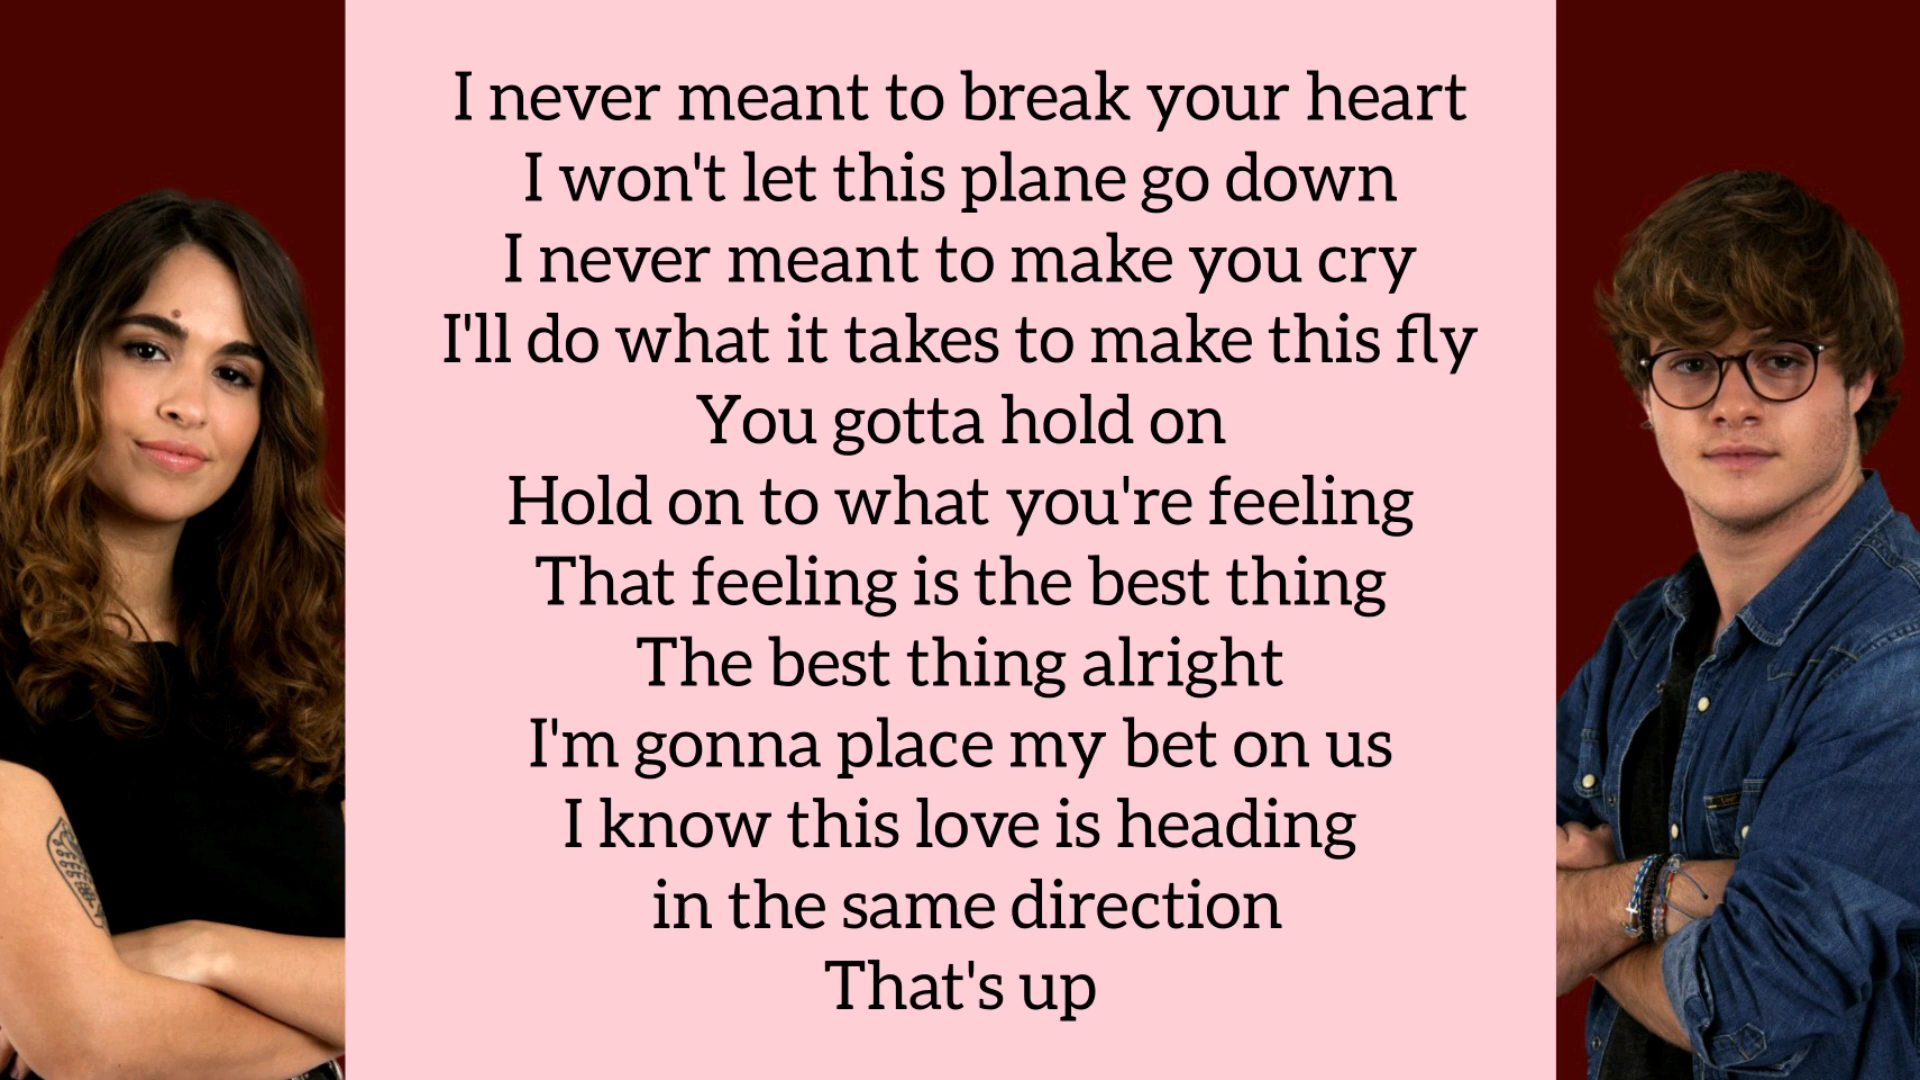 I never meant to break your heart
I won't let this plane go down
I never meant to make you cry
I'll do what it takes to make this fly
You gotta hold on
Hold on to what you're feeling
That feeling is the best thing
The best thing alright
I'm gonna place my bet on us
I know this love is heading
in the same direction
That's up